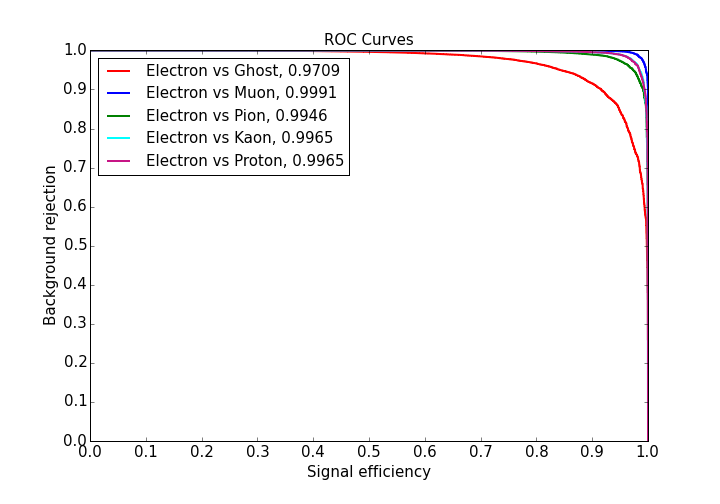 ROC Curves
Electron vs Ghost, 0.9709
Electron vs Muon, 0.9991
Electron vs Pion, 0.9946
Electron vs Kaon, 0.9965
Electron vs Proton, 0.9965
Background rejection
1.0
0.9
0.8
0.7
0.6
0.5
0.4
0.3
0.2
0.1
0.0
0.0 0.1 0.2 0.3 0.4 0.5 0.6 0.7 0.8 0.9 1.0
Signal efficiency